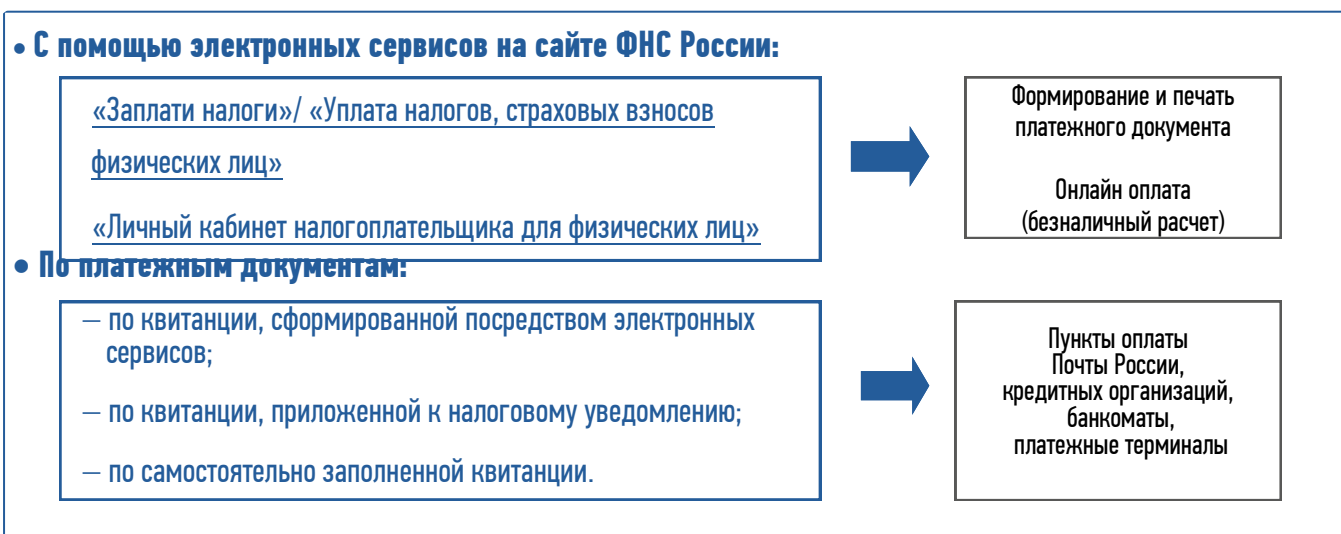 • С помощью электронных сервисов на сайте ФНС России:
«Заплати налоги»/ «Уплата налогов, страховых взносов
физических лиц»
«Личный кабинет налогоплательщика для физических лиц»
Формирование и печать
платежного документа
Онлайн оплата
(безналичный расчет)
• По платежным документам:
— по квитанции, сформированной посредством электронных
сервисов;
— по квитанции, приложенной к налоговому уведомлению;
— по самостоятельно заполненной квитанции.
Пункты оплаты
Почты России,
кредитных организаций,
банкоматы,
платежные терминалы